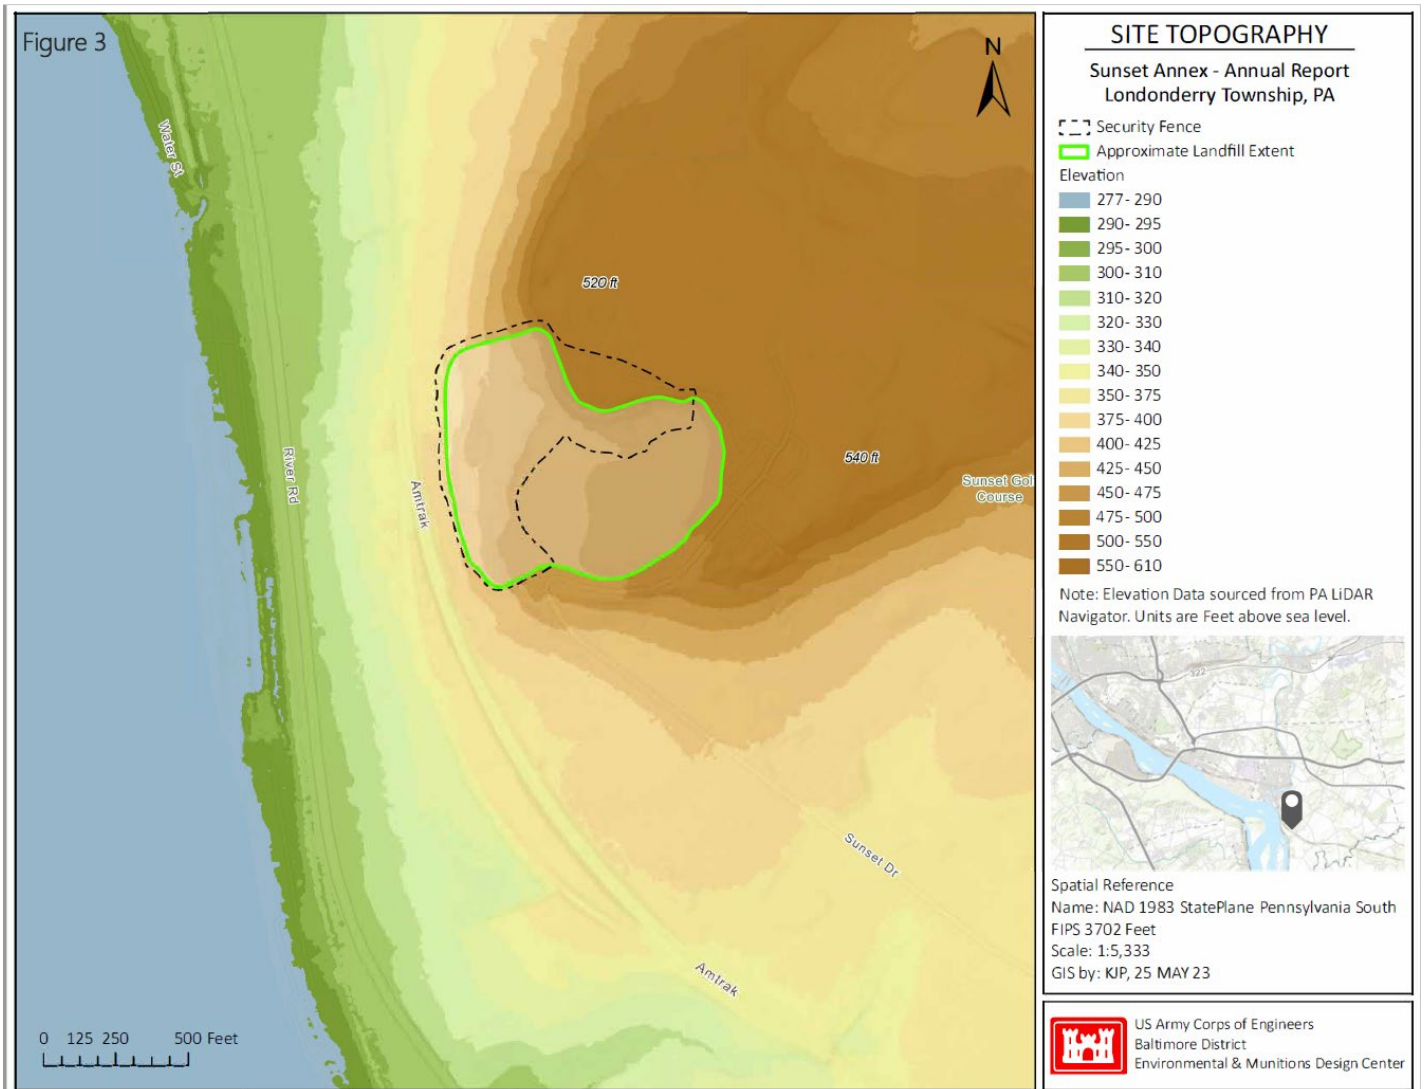 Figure 3
N
Water St
520 ft
River Rd
Amtrak
540 ft
Sunset Gol
Course
Sunset Dr
Amtrak
0 125 250 500 Feet
SITE TOPOGRAPHY
Sunset Annex - Annual Report
Londonderry Township, PA
Security Fence
Approximate Landfill Extent
Elevation
277- 290
290- 295
295- 300
300- 310
310- 320
320- 330
330- 340
340- 350
350- 375
375- 400
400- 425
425- 450
450- 475
475- 500
500- 550
550- 610
Note: Elevation Data sourced from PA LiDAR
Navigator. Units are Feet above sea level.
322
Spatial Reference
Name: NAD 1983 StatePlane Pennsylvania South
FIPS 3702 Feet
Scale: 1:5,333
GIS by: KJP, 25 MAY 23
US Army Corps of Engineers
Baltimore District
Environmental & Munitions Design Center